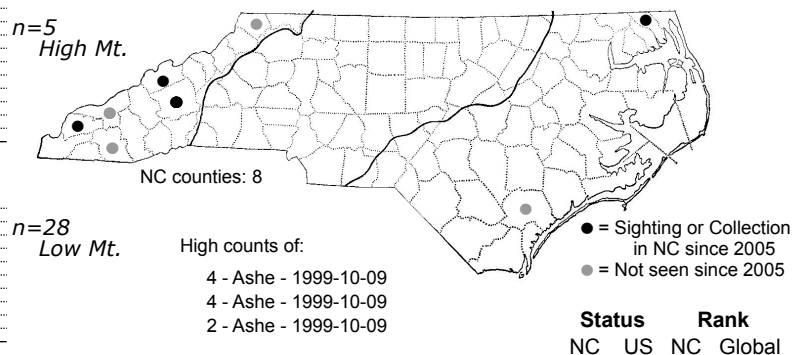 n=5
High Mt.
NC counties: 8
n=28
Low Mt.
High counts of:
4 - Ashe - 1999-10-09
4 - Ashe - 1999-10-09
2 - Ashe - 1999-10-09
= Sighting or Collection
in NC since 2005
= Not seen since 2005
Status Rank
NC US NC Global